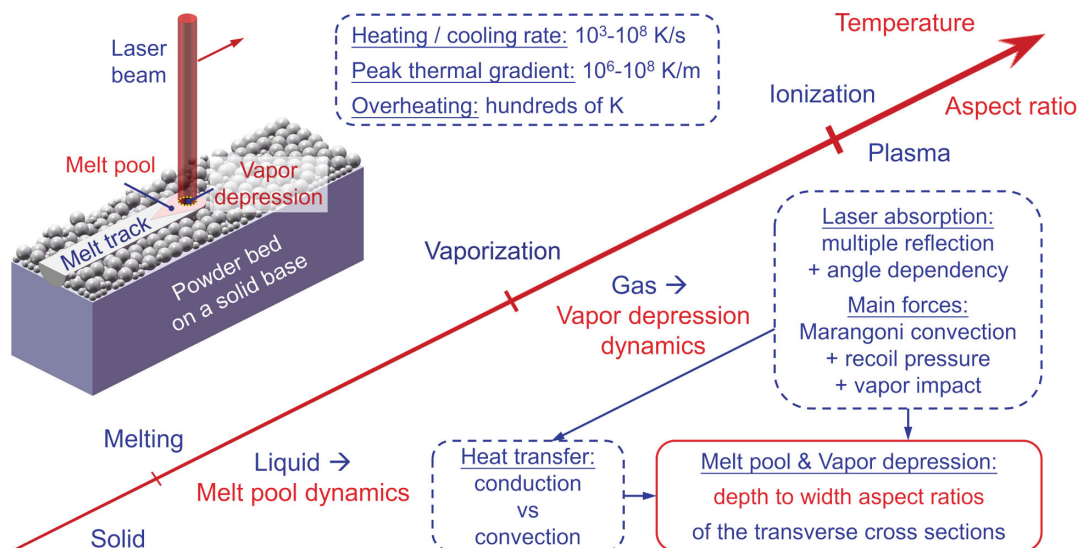 Laser
beam
Melt pool
Vapor
depression
Melt track
Powder bed
on a solid base
Heating / cooling rate: 10³-10⁸ K/s
Peak thermal gradient: 10⁶-10⁸ K/m
Overheating: hundreds of K
Temperature
Aspect ratio
Ionization
Plasma
Vaporization
Gas →
Vapor depression
dynamics
Melting
Liquid →
Melt pool dynamics
Solid
Laser absorption:
multiple reflection
+ angle dependency
Main forces:
Marangoni convection
+ recoil pressure
+ vapor impact
Heat transfer:
conduction
vs
convection
Melt pool & Vapor depression:
depth to width aspect ratios
of the transverse cross sections